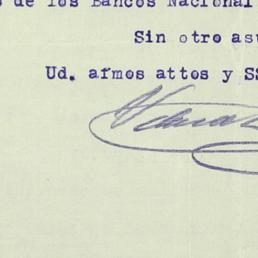 de los Bancos Nacional
Sin otro asu
Ud. afmos attos y SS